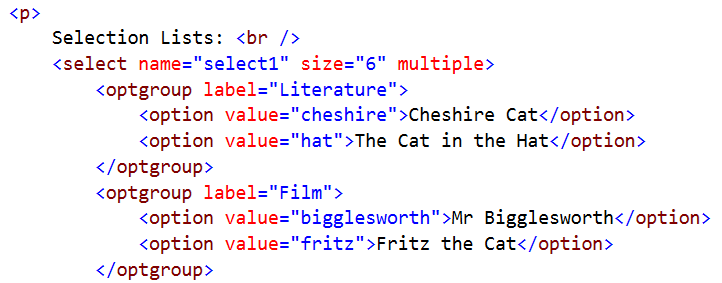 <p>
Selection Lists: <br />
<select name="select1" size="6" multiple>
<optgroup label="Literature">
<option value="cheshire">Cheshire Cat</option>
<option value="hat">The Cat in the Hat</option>
</optgroup>
<optgroup label="Film">
<option value="bigglesworth">Mr Bigglesworth</option>
<option value="fritz">Fritz the Cat</option>
</optgroup>